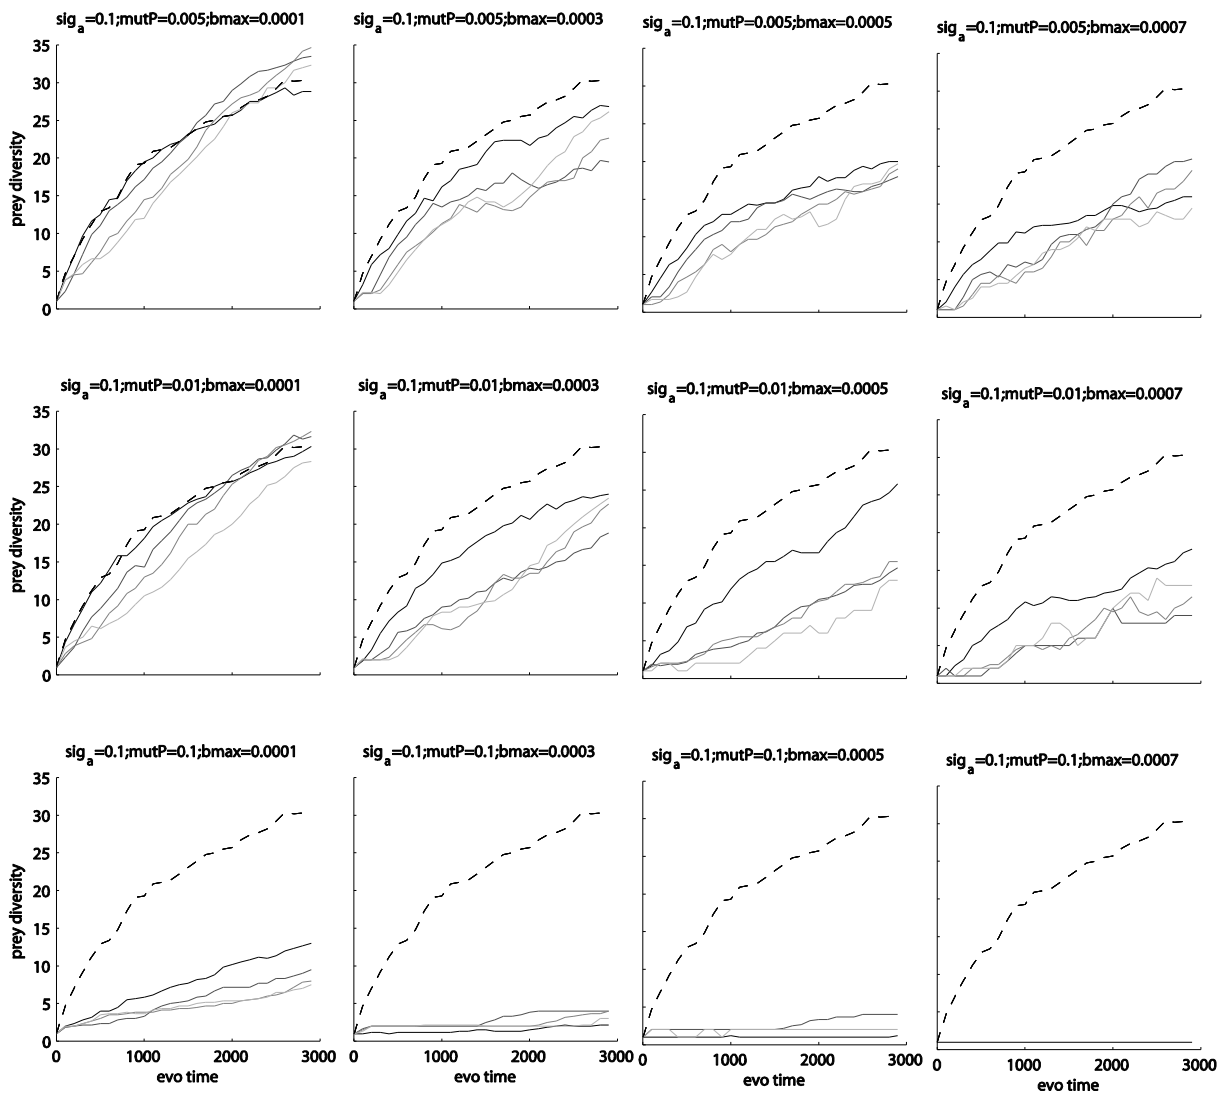 sig_a=0.1;mutP=0.005;bmax=0.0001
sig_a=0.1;mutP=0.005;bmax=0.0003
sig_a=0.1;mutP=0.005;bmax=0.0005
sig_a=0.1;mutP=0.005;bmax=0.0007
35
30
25
20
15
10
5
0
prey diversity
0 1000 2000 3000
sig_a=0.1;mutP=0.01;bmax=0.0001
sig_a=0.1;mutP=0.01;bmax=0.0003
sig_a=0.1;mutP=0.01;bmax=0.0005
sig_a=0.1;mutP=0.01;bmax=0.0007
35
30
25
20
15
10
5
0
prey diversity
sig_a=0.1;mutP=0.1;bmax=0.0001
sig_a=0.1;mutP=0.1;bmax=0.0003
sig_a=0.1;mutP=0.1;bmax=0.0005
sig_a=0.1;mutP=0.1;bmax=0.0007
35
30
25
20
15
10
5
0
prey diversity
0 1000 2000 3000
evo time
0 1000 2000 3000
evo time
0 1000 2000 3000
evo time
0 1000 2000 3000
evo time